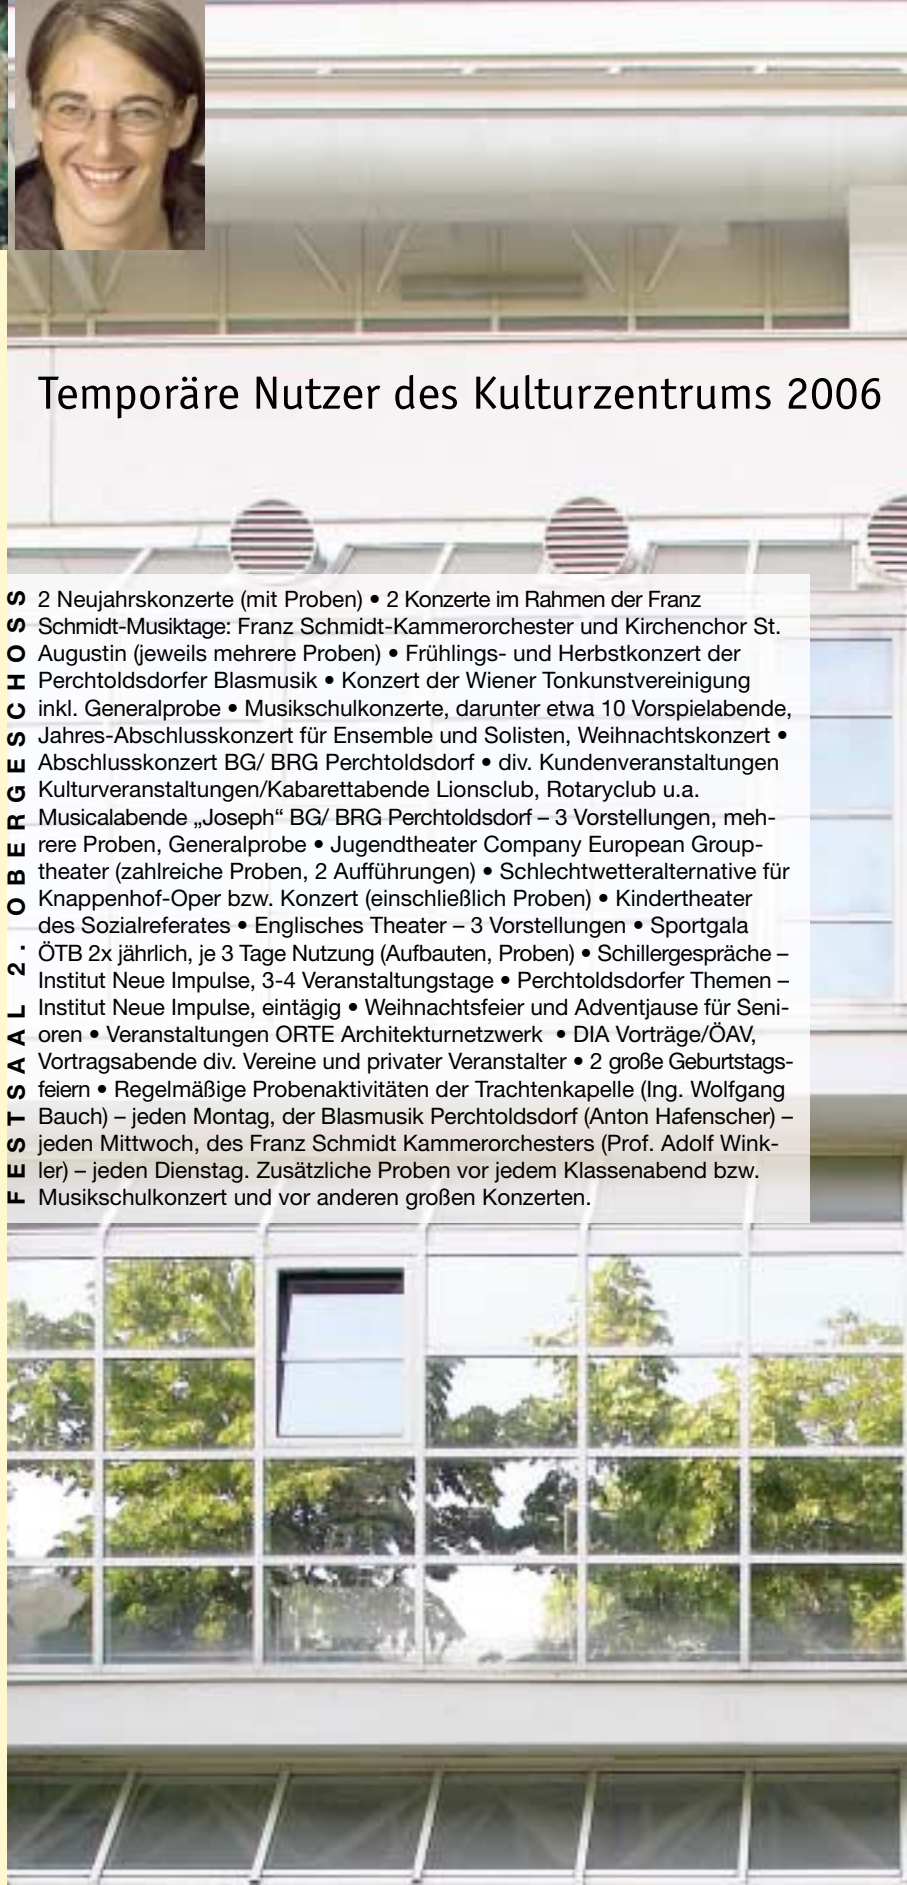 Temporäre Nutzer des Kulturzentrums 2006
FESTSAAL 2. OBERGESCHOSS
2 Neujahrskonzerte (mit Proben) • 2 Konzerte im Rahmen der Franz
Schmidt-Musiktage: Franz Schmidt-Kammerorchester und Kirchenchor St.
Augustin (jeweils mehrere Proben) • Frühlings- und Herbstkonzert der
Perchtoldsdorfer Blasmusik • Konzert der Wiener Tonkunstvereinigung
inkl. Generalprobe • Musikschulkonzerte, darunter etwa 10 Vorspielabende,
Jahres-Abschlusskonzert für Ensemble und Solisten, Weihnachtskonzert •
Abschlusskonzert BG/ BRG Perchtoldsdorf • div. Kundenveranstaltungen
Kulturveranstaltungen/Kabarettabende Lionsclub, Rotaryclub u.a.
Musicalabende „Joseph“ BG/ BRG Perchtoldsdorf – 3 Vorstellungen, meh-
rere Proben, Generalprobe • Jugendtheater Company European Group-
theater (zahlreiche Proben, 2 Aufführungen) • Schlechtwetteralternative für
Knappenhof-Oper bzw. Konzert (einschließlich Proben) • Kindertheater
des Sozialreferates • Englisches Theater – 3 Vorstellungen • Sportgala
ÖTB 2x jährlich, je 3 Tage Nutzung (Aufbauten, Proben) • Schillergespräche –
Institut Neue Impulse, 3-4 Veranstaltungstage • Perchtoldsdorfer Themen –
Institut Neue Impulse, eintägig • Weihnachtsfeier und Adventjause für Seni-
oren • Veranstaltungen ORTE Architekturnetzwerk • DIA Vorträge/ÖAV,
Vortragsabende div. Vereine und privater Veranstalter • 2 große Geburtstags-
feiern • Regelmäßige Probenaktivitäten der Trachtenkapelle (Ing. Wolfgang
Bauch) – jeden Montag, der Blasmusik Perchtoldsdorf (Anton Hafenscher) –
jeden Mittwoch, des Franz Schmidt Kammerorchesters (Prof. Adolf Wink-
ler) – jeden Dienstag. Zusätzliche Proben vor jedem Klassenabend bzw.
Musikschulkonzert und vor anderen großen Konzerten.